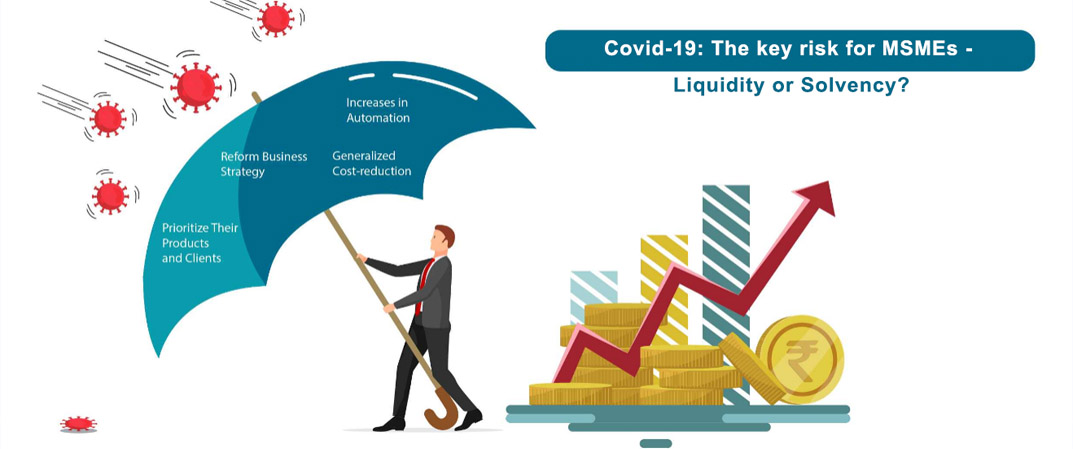 Covid-19: The key risk for MSMEs -
Liquidity or Solvency?
Increases in
Automation
Reform Business
Strategy
Generalized
Cost-reduction
Prioritize Their
Products
and Clients
₹